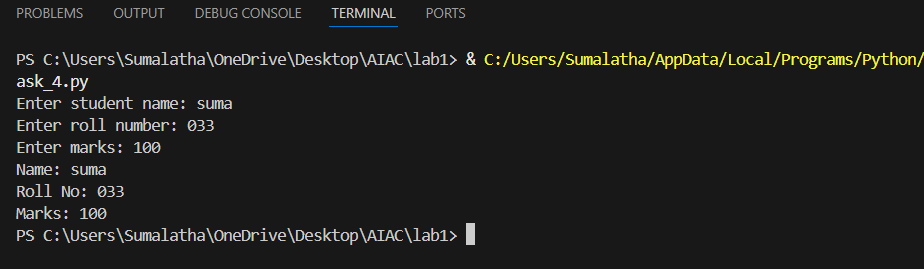 PROBLEMS OUTPUT DEBUG CONSOLE TERMINAL PORTS
PS C:\Users\Sumalatha\OneDrive\Desktop\AIAC\lab1> & C:/Users/Sumalatha/AppData/Local/Programs/Python/
ask_4.py
Enter student name: suma
Enter roll number: 033
Enter marks: 100
Name: suma
Roll No: 033
Marks: 100
PS C:\Users\Sumalatha\OneDrive\Desktop\AIAC\lab1>